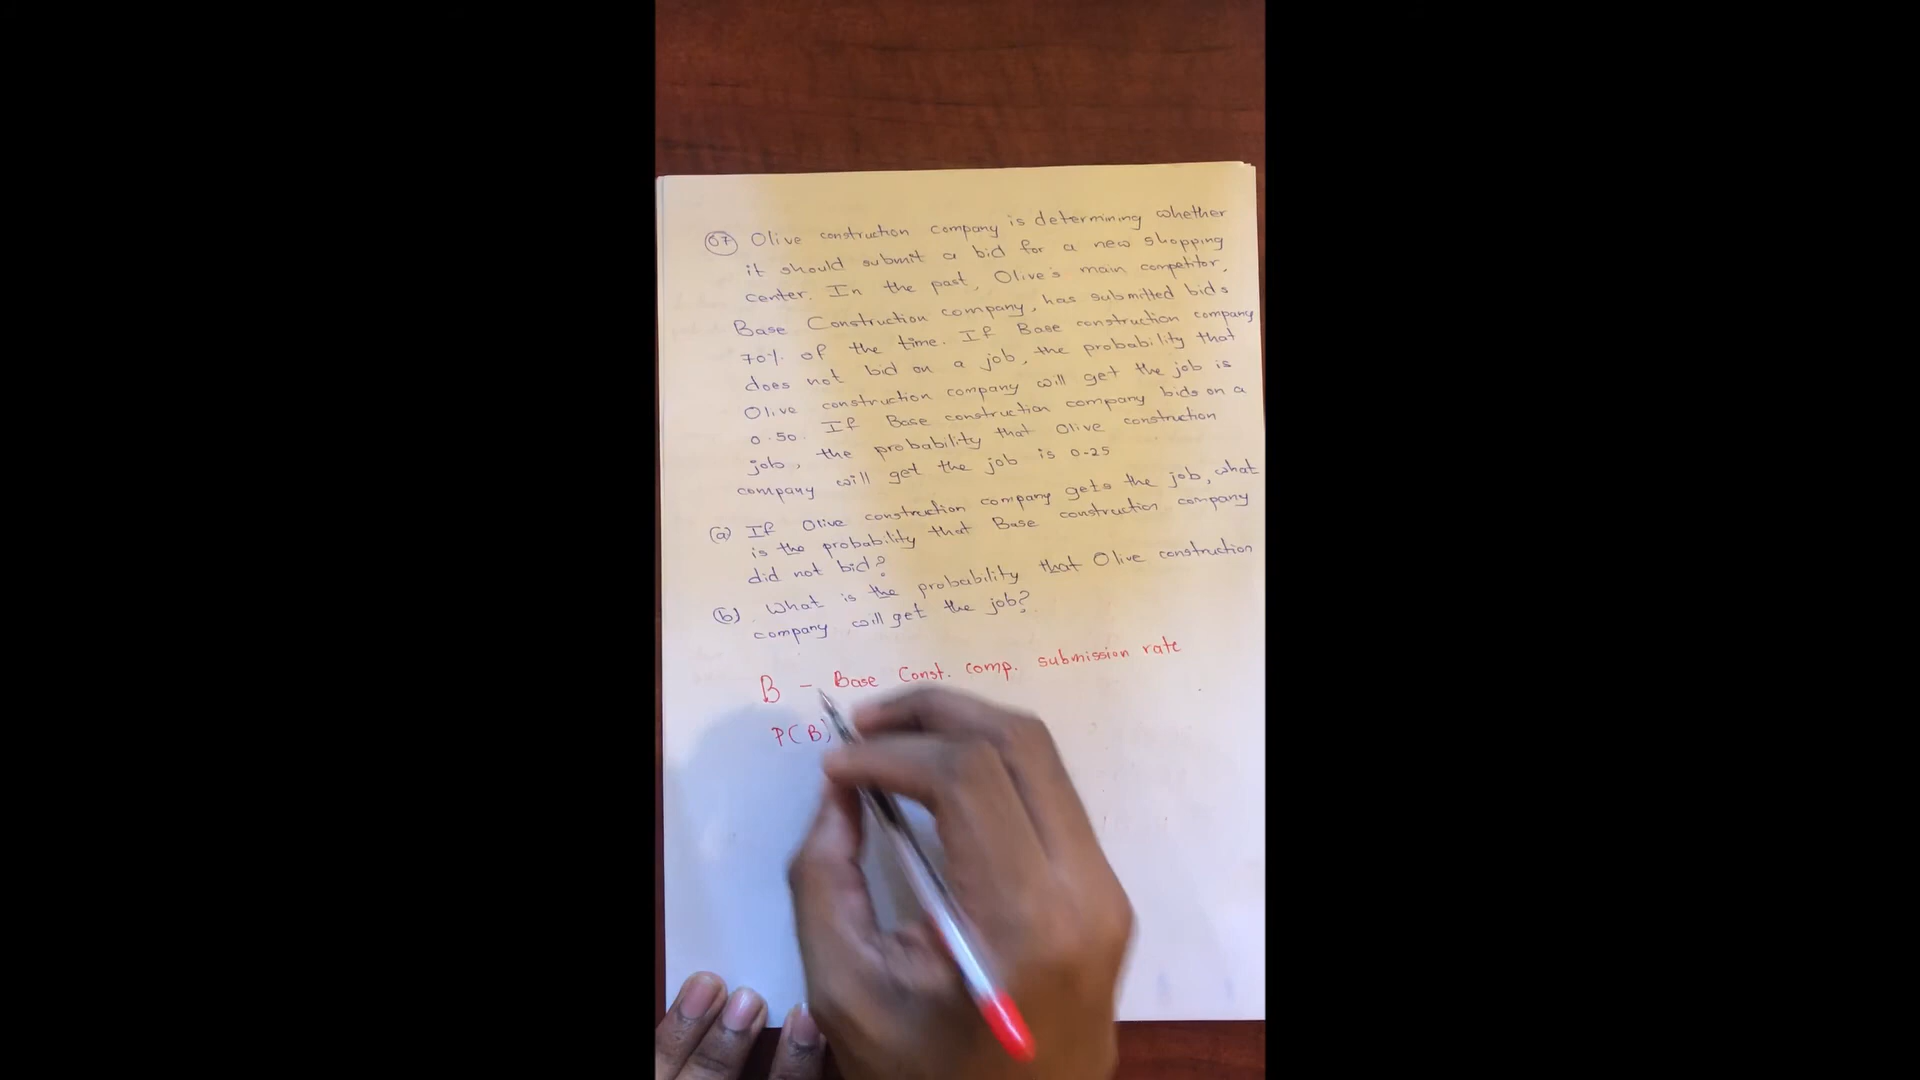 07 Olive construction company is determining whether
it should submit a bid for a new shopping
center. In the past, Olive's main competitor,
Base Construction company, has submitted bids
70% of the time. If Base construction company
does not bid on a job, the probability that
Olive construction company will get the job is
0.50. If Base construction company bids on a
job, the probability that Olive construction
company will get the job is 0.25
(a) If Olive construction company gets the job, what
is the probability that Base construction company
did not bid?
(b) What is the probability that Olive construction
company will get the job?
B - Base Const. comp. submission rate
P(B)